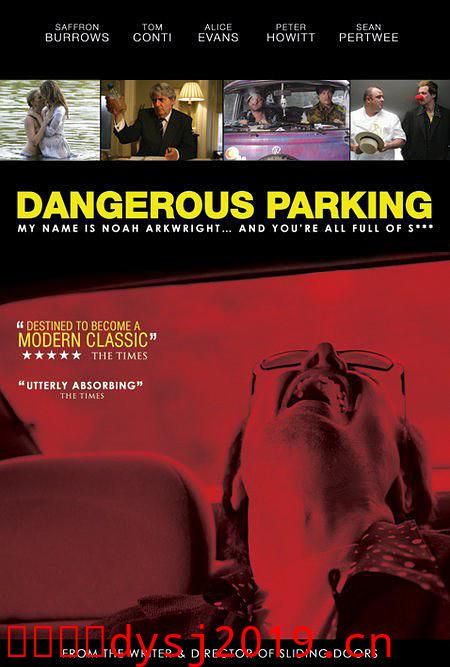 SAFFRON BURROWS
TOM CONTI
ALICE EVANS
PETER HOWITT
SEAN PERTWEE
DANGEROUS PARKING
MY NAME IS NOAH ARKWRIGHT... AND YOU'RE ALL FULL OF S***
"DESTINED TO BECOME A
MODERN CLASSIC"
★★★★★ THE TIMES
"UTTERLY ABSORBING"
THE TIMES
dysj2019.cn
FROM THE WRITER & DIRECTOR OF SLIDING DOORS